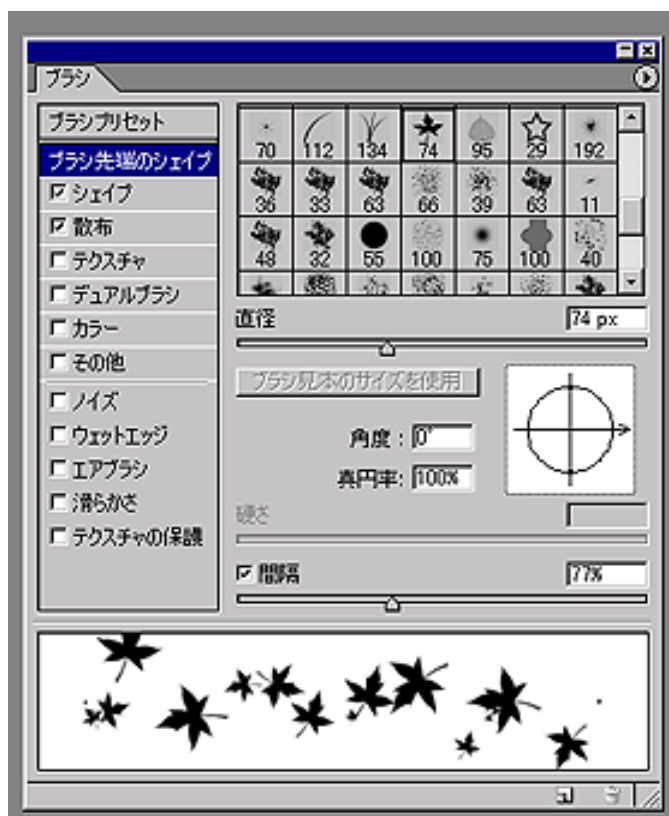 ブラシ
ブラシプリセット
ブラシ先端のシェイプ
シェイプ
散布
テクスチャ
デュアルブラシ
カラー
その他
ノイズ
ウェットエッジ
エアブラシ
滑らかさ
テクスチャの保護
70 112 134 74 95 29 192
36 33 63 66 39 63 11
48 32 55 100 75 100 40
直径 74 px
ブラシ見本のサイズを使用
角度 : 0°
真円率: 100%
硬さ
間隔 77%